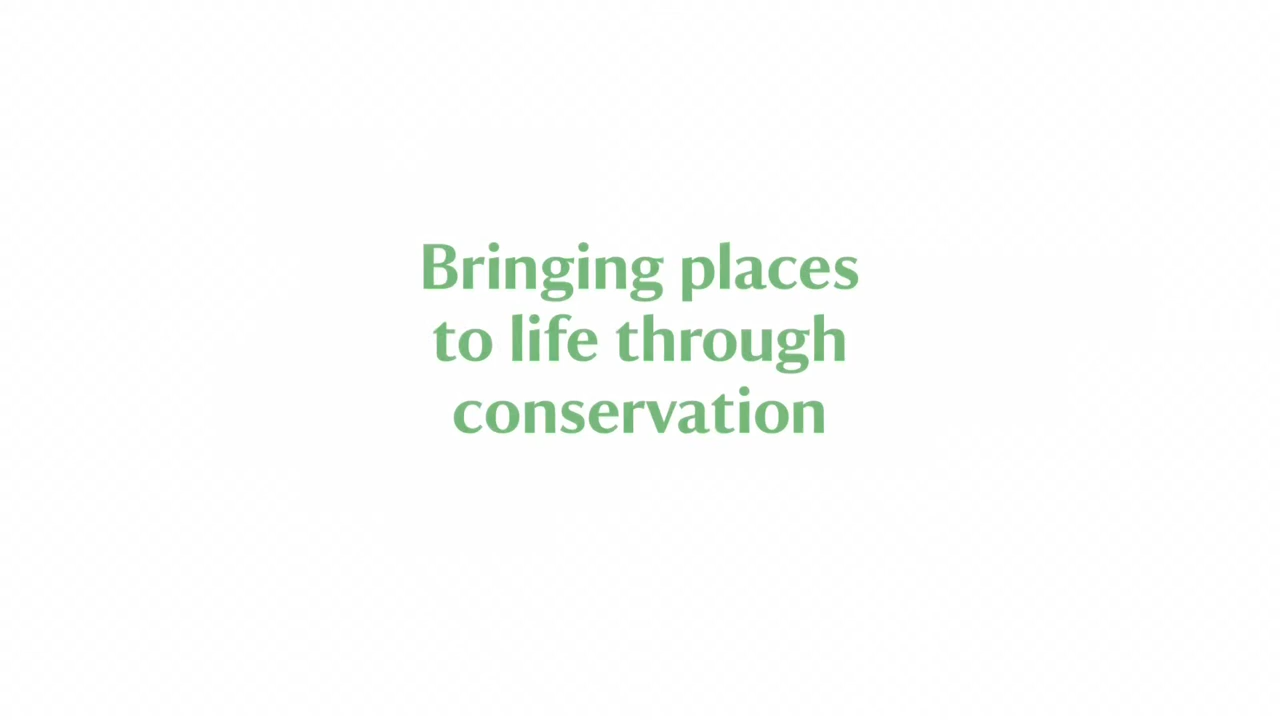 Bringing places
to life through
conservation